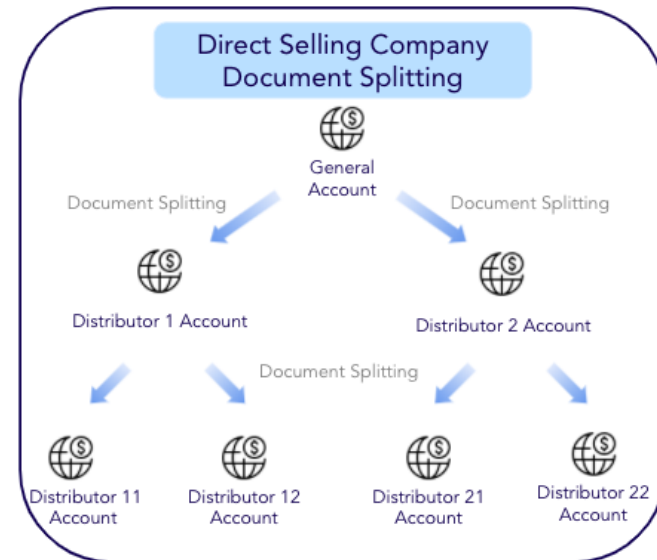 Direct Selling Company
Document Splitting
$
General
Account
Document Splitting
Document Splitting
$
$
Distributor 1 Account
Distributor 2 Account
Document Splitting
$
$
$
$
Distributor 11
Account
Distributor 12
Account
Distributor 21
Account
Distributor 22
Account